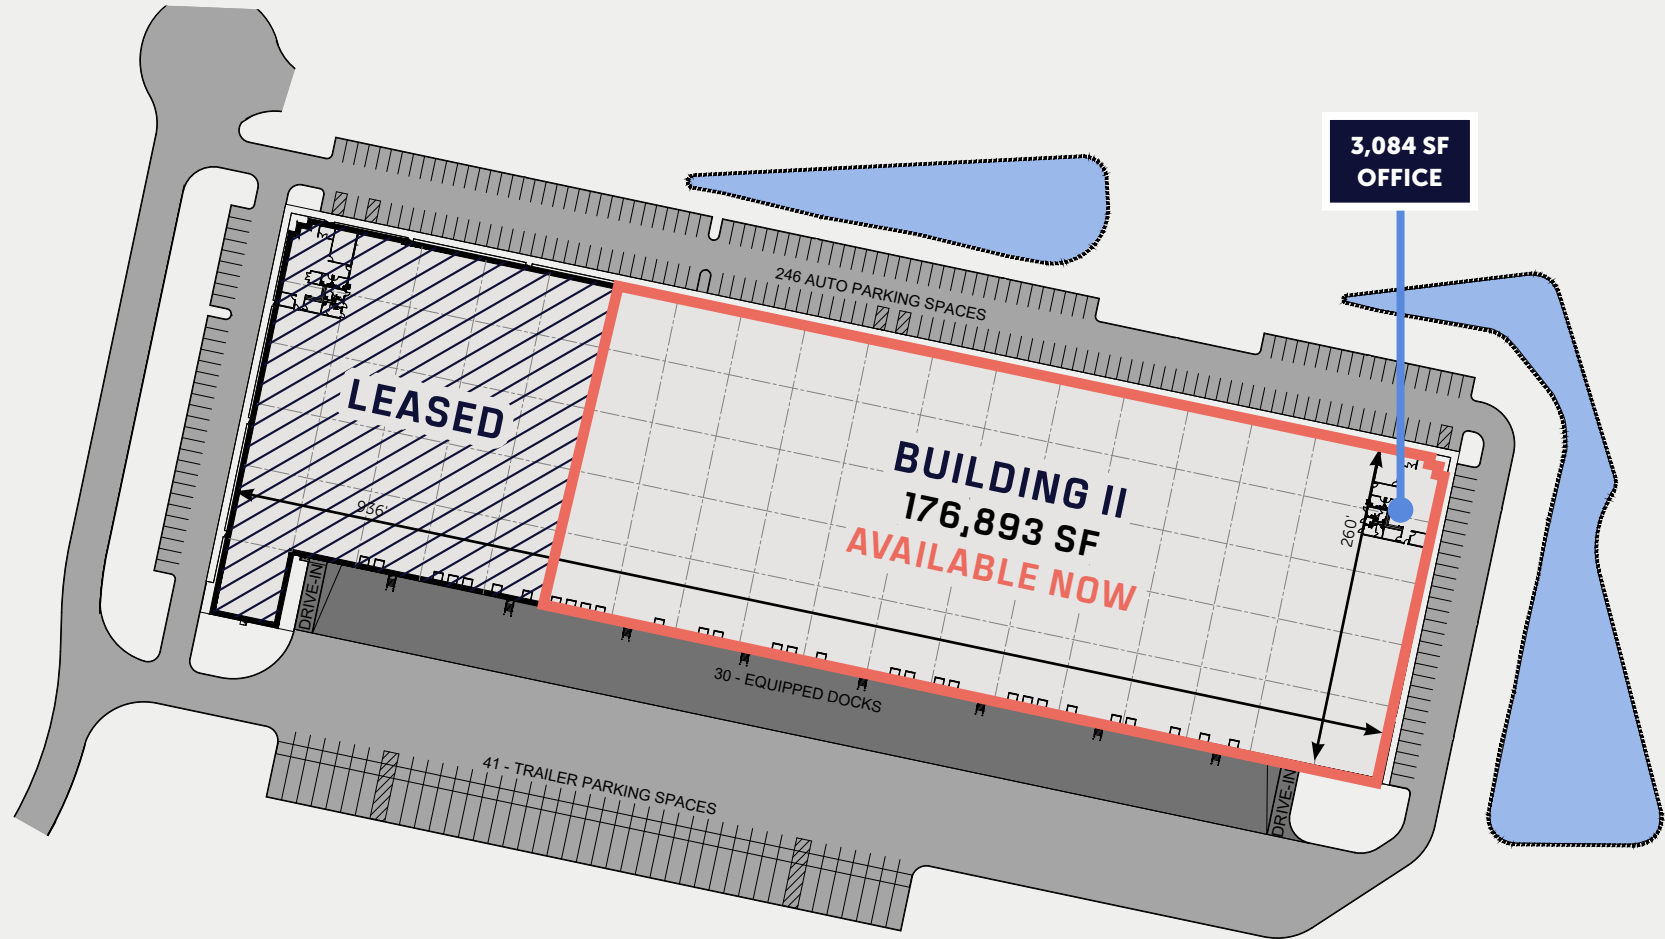 3,084 SF
OFFICE
246 AUTO PARKING SPACES
LEASED
BUILDING II
176,893 SF
AVAILABLE NOW
936'
260'
DRIVE-IN
30 - EQUIPPED DOCKS
41 - TRAILER PARKING SPACES
DRIVE-IN